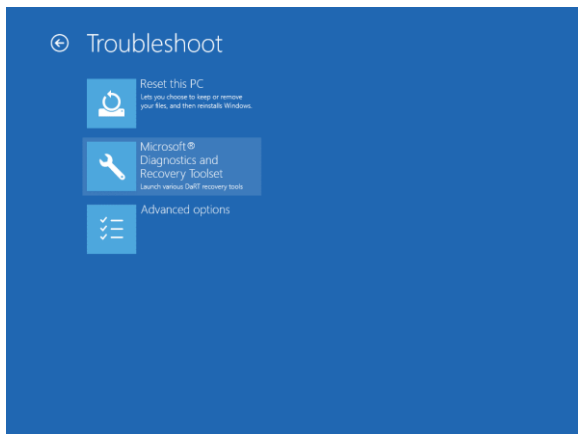 Troubleshoot
Reset this PC
Lets you choose to keep or remove
your files, and then reinstalls Windows.
Microsoft®
Diagnostics and
Recovery Toolset
Launch various DaRT recovery tools
Advanced options